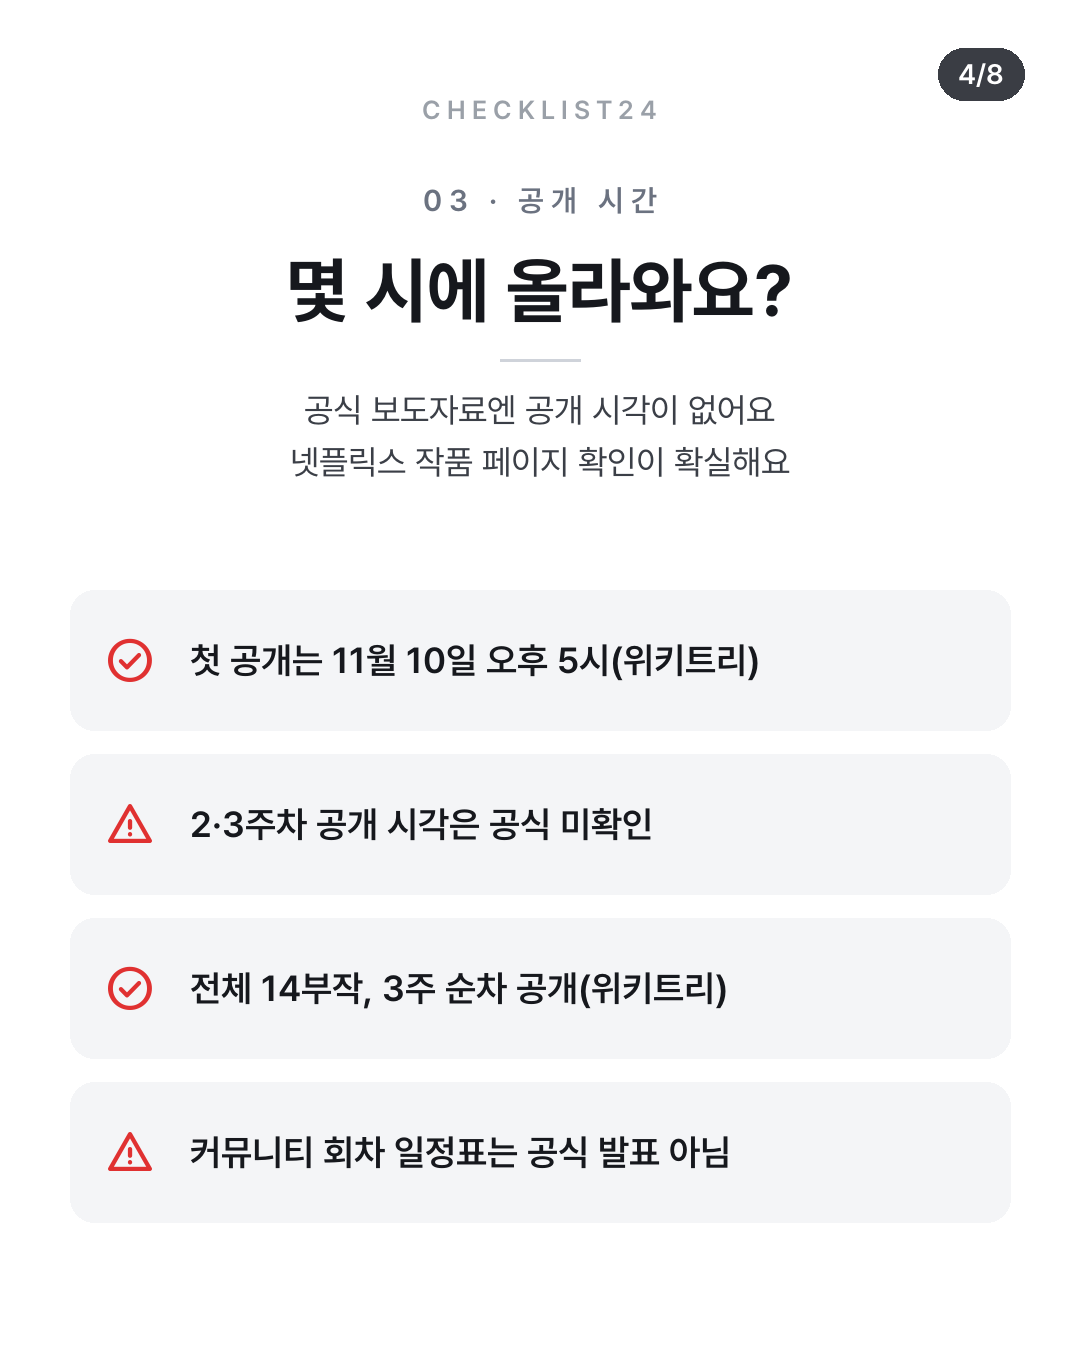 4/8
CHECKLIST24
03 · 공개 시간
몇 시에 올라와요?
공식 보도자료엔 공개 시각이 없어요
넷플릭스 작품 페이지 확인이 확실해요
첫 공개는 11월 10일 오후 5시(위키트리)
2·3주차 공개 시각은 공식 미확인
전체 14부작, 3주 순차 공개(위키트리)
커뮤니티 회차 일정표는 공식 발표 아님